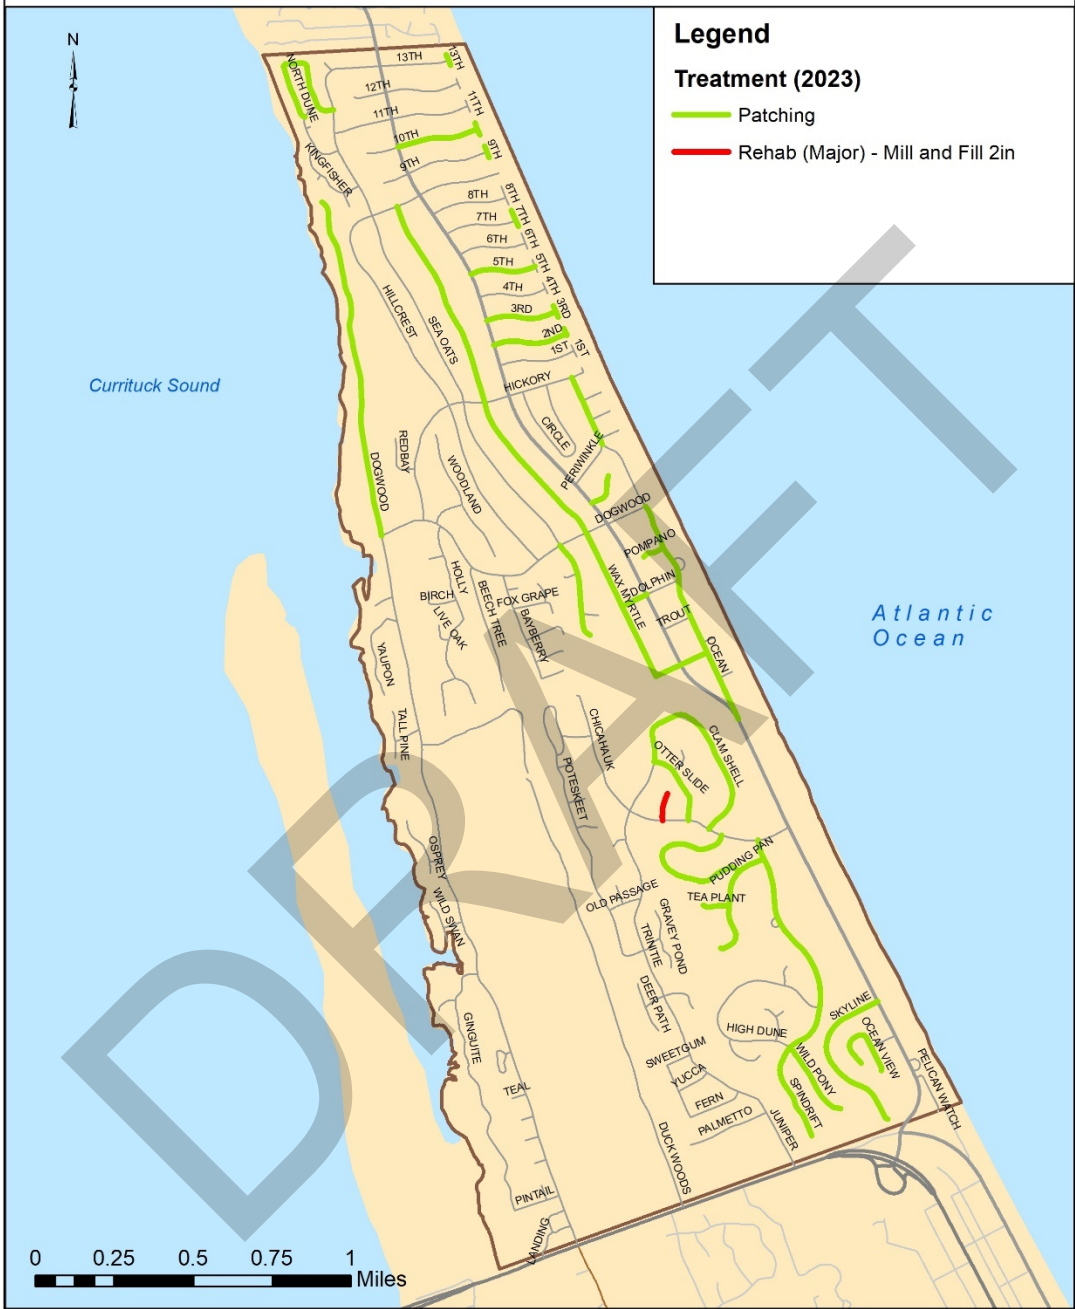 Legend
Treatment (2023)
Patching
Rehab (Major) - Mill and Fill 2in
N
13TH
13TH
NORTH DUNE
12TH
11TH
11TH
10TH
9TH
9TH
KINGFISHER
8TH
8TH
7TH
7TH
6TH
6TH
5TH
5TH
4TH
4TH
3RD
3RD
2ND
1ST
1ST
HILLCREST
SEA OATS
HICKORY
Currituck Sound
CIRCLE
PERIWINKLE
REDBAY
WOODLAND
DOGWOOD
DOGWOOD
POMPANO
DOLPHIN
WAX MYRTLE
TROUT
OCEAN
Atlantic
Ocean
HOLLY
BIRCH
LIVE OAK
BEECH TREE
FOX GRAPE
BAYBERRY
YAUPON
TALL PINE
CHICAHAUK
POTESKEET
OTTER SLIDE
CLAM SHELL
OSPREY
WILD SWAN
PUDDING PAN
TEA PLANT
OLD PASSAGE
GRAVEY POND
TRINITIE
DEER PATH
HIGH DUNE
SKYLINE
OCEAN VIEW
PELICAN WATCH
WILD PONY
SPINDRIFT
GINGUITE
TEAL
SWEETGUM
YUCCA
FERN
PALMETTO
JUNIPER
DUCK WOODS
PINTAIL
LANDING
DRAFT
0 0.25 0.5 0.75 1
Miles